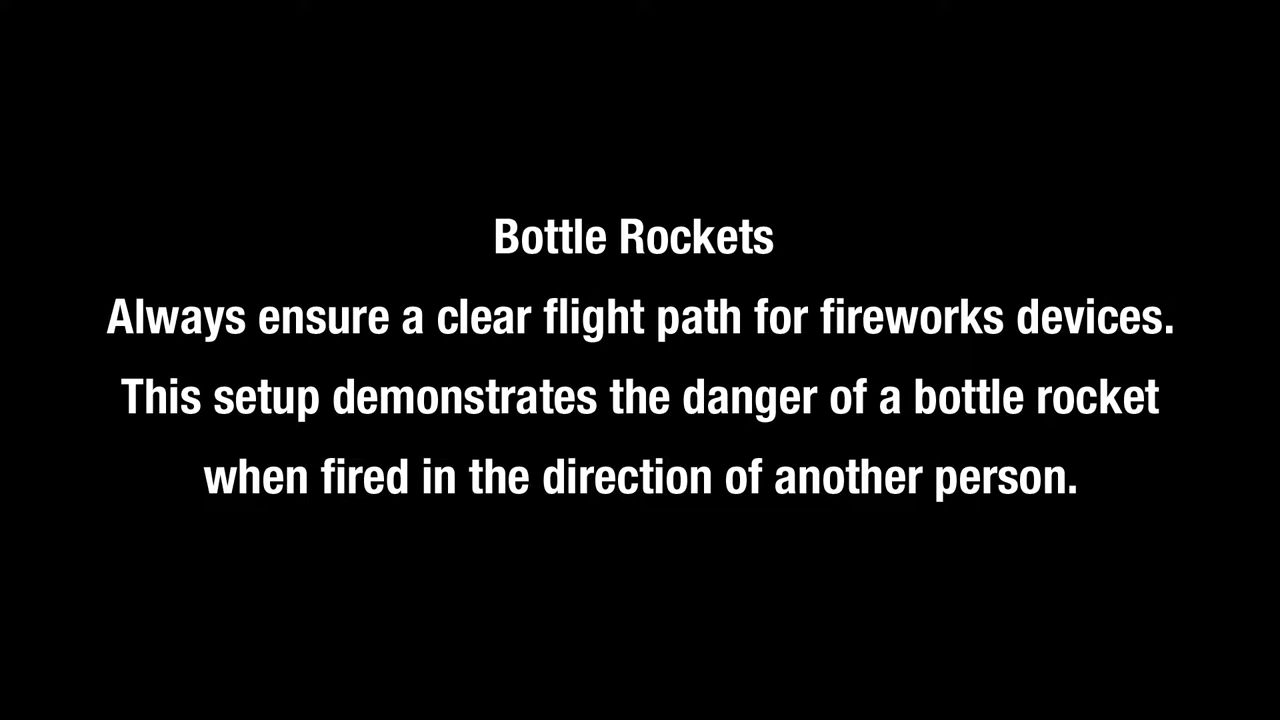 Bottle Rockets
Always ensure a clear flight path for fireworks devices.
This setup demonstrates the danger of a bottle rocket
when fired in the direction of another person.